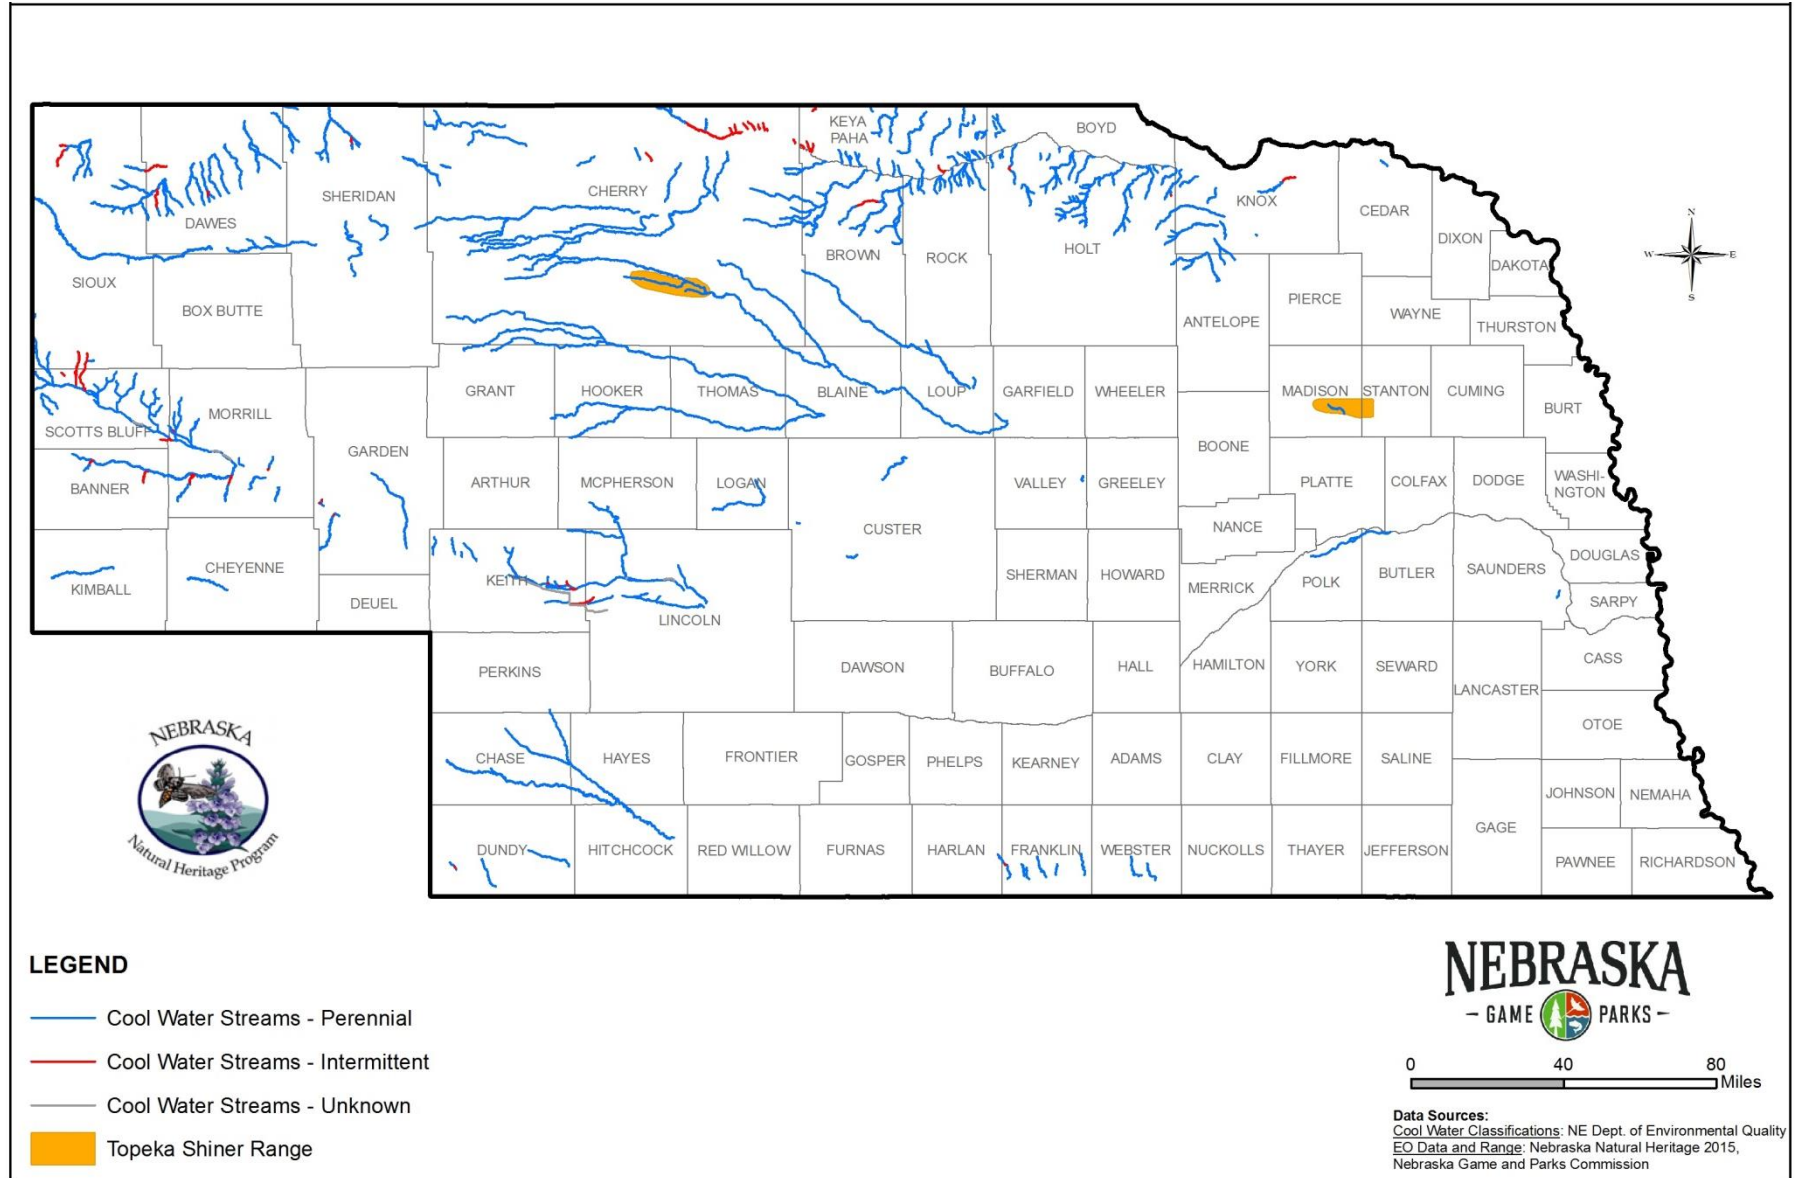 KEYA
PAHA
BOYD
CHERRY
SHERIDAN
DAWES
KNOX
CEDAR
DIXON
DAKOTA
SIOUX
BROWN
ROCK
HOLT
BOX BUTTE
ANTELOPE
PIERCE
WAYNE
THURSTON
GRANT
HOOKER
THOMAS
BLAINE
LOUP
GARFIELD
WHEELER
MADISON
STANTON
CUMING
BURT
MORRILL
SCOTTS BLUFF
GARDEN
BOONE
BANNER
ARTHUR
MCPHERSON
LOGAN
CUSTER
VALLEY
GREELEY
PLATTE
COLFAX
DODGE
WASHI-
NGTON
NANCE
KIMBALL
CHEYENNE
DEUEL
KEITH
LINCOLN
SHERMAN
HOWARD
MERRICK
POLK
BUTLER
SAUNDERS
DOUGLAS
SARPY
PERKINS
DAWSON
BUFFALO
HALL
HAMILTON
YORK
SEWARD
LANCASTER
CASS
OTOE
CHASE
HAYES
FRONTIER
GOSPER
PHELPS
KEARNEY
ADAMS
CLAY
FILLMORE
SALINE
JOHNSON
NEMAHA
GAGE
DUNDY
HITCHCOCK
RED WILLOW
FURNAS
HARLAN
FRANKLIN
WEBSTER
NUCKOLLS
THAYER
JEFFERSON
PAWNEE
RICHARDSON
N
W
E
S
NEBRASKA
Natural Heritage Program
LEGEND
Cool Water Streams - Perennial
Cool Water Streams - Intermittent
Cool Water Streams - Unknown
Topeka Shiner Range
NEBRASKA
- GAME PARKS -
0 40 80
Miles
Data Sources:
Cool Water Classifications: NE Dept. of Environmental Quality
EO Data and Range: Nebraska Natural Heritage 2015,
Nebraska Game and Parks Commission